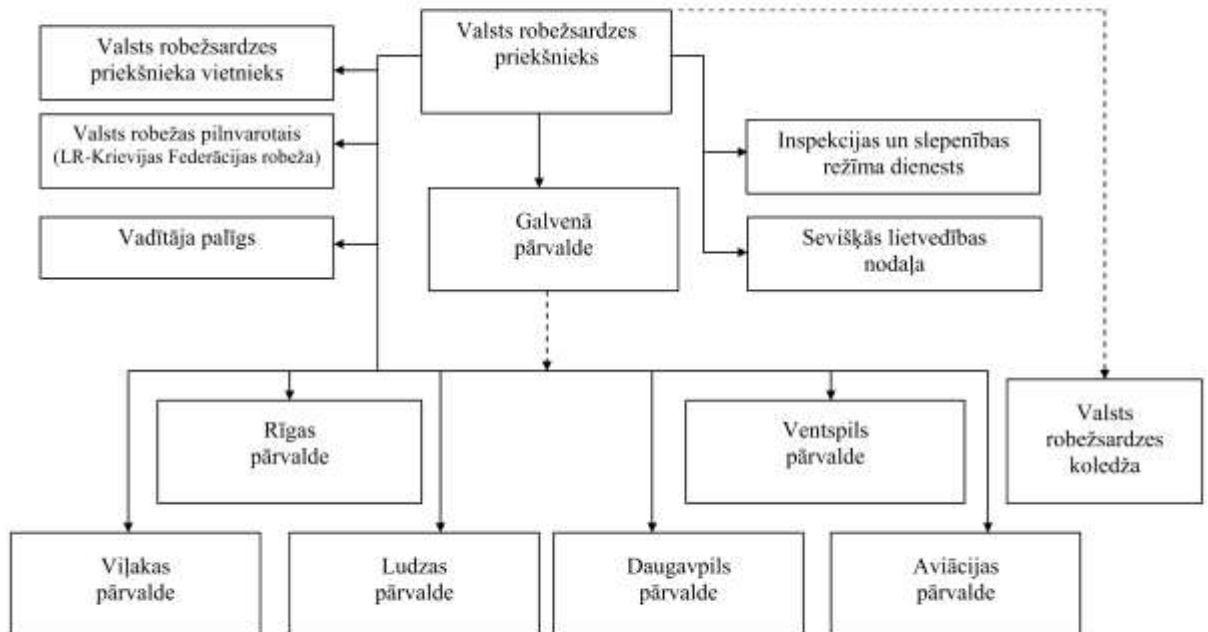 Valsts robežsardzes
priekšnieks
Valsts robežsardzes
priekšnieka vietnieks
Valsts robežas pilnvarotais
(LR-Krievijas Federācijas robeža)
Vadītāja palīgs
Galvenā
pārvalde
Inspekcijas un slepenības
režīma dienests
Sevišķās lietvedības
nodaļa
Rīgas
pārvalde
Ventspils
pārvalde
Valsts
robežsardzes
koledža
Viļakas
pārvalde
Ludzas
pārvalde
Daugavpils
pārvalde
Aviācijas
pārvalde